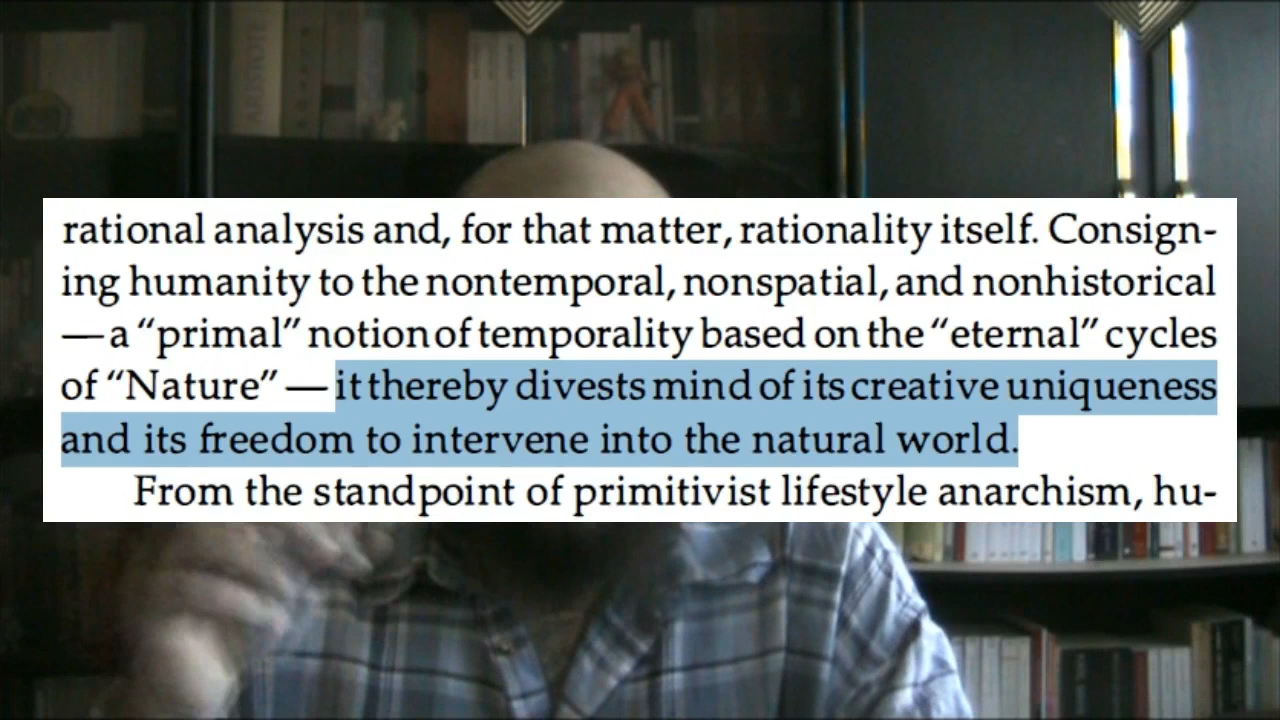 ARISTOTE
rational analysis and, for that matter, rationality itself. Consign-
ing humanity to the nontemporal, nonspatial, and nonhistorical
— a “primal” notion of temporality based on the “eternal” cycles
of “Nature” — it thereby divests mind of its creative uniqueness
and its freedom to intervene into the natural world.
From the standpoint of primitivist lifestyle anarchism, hu-